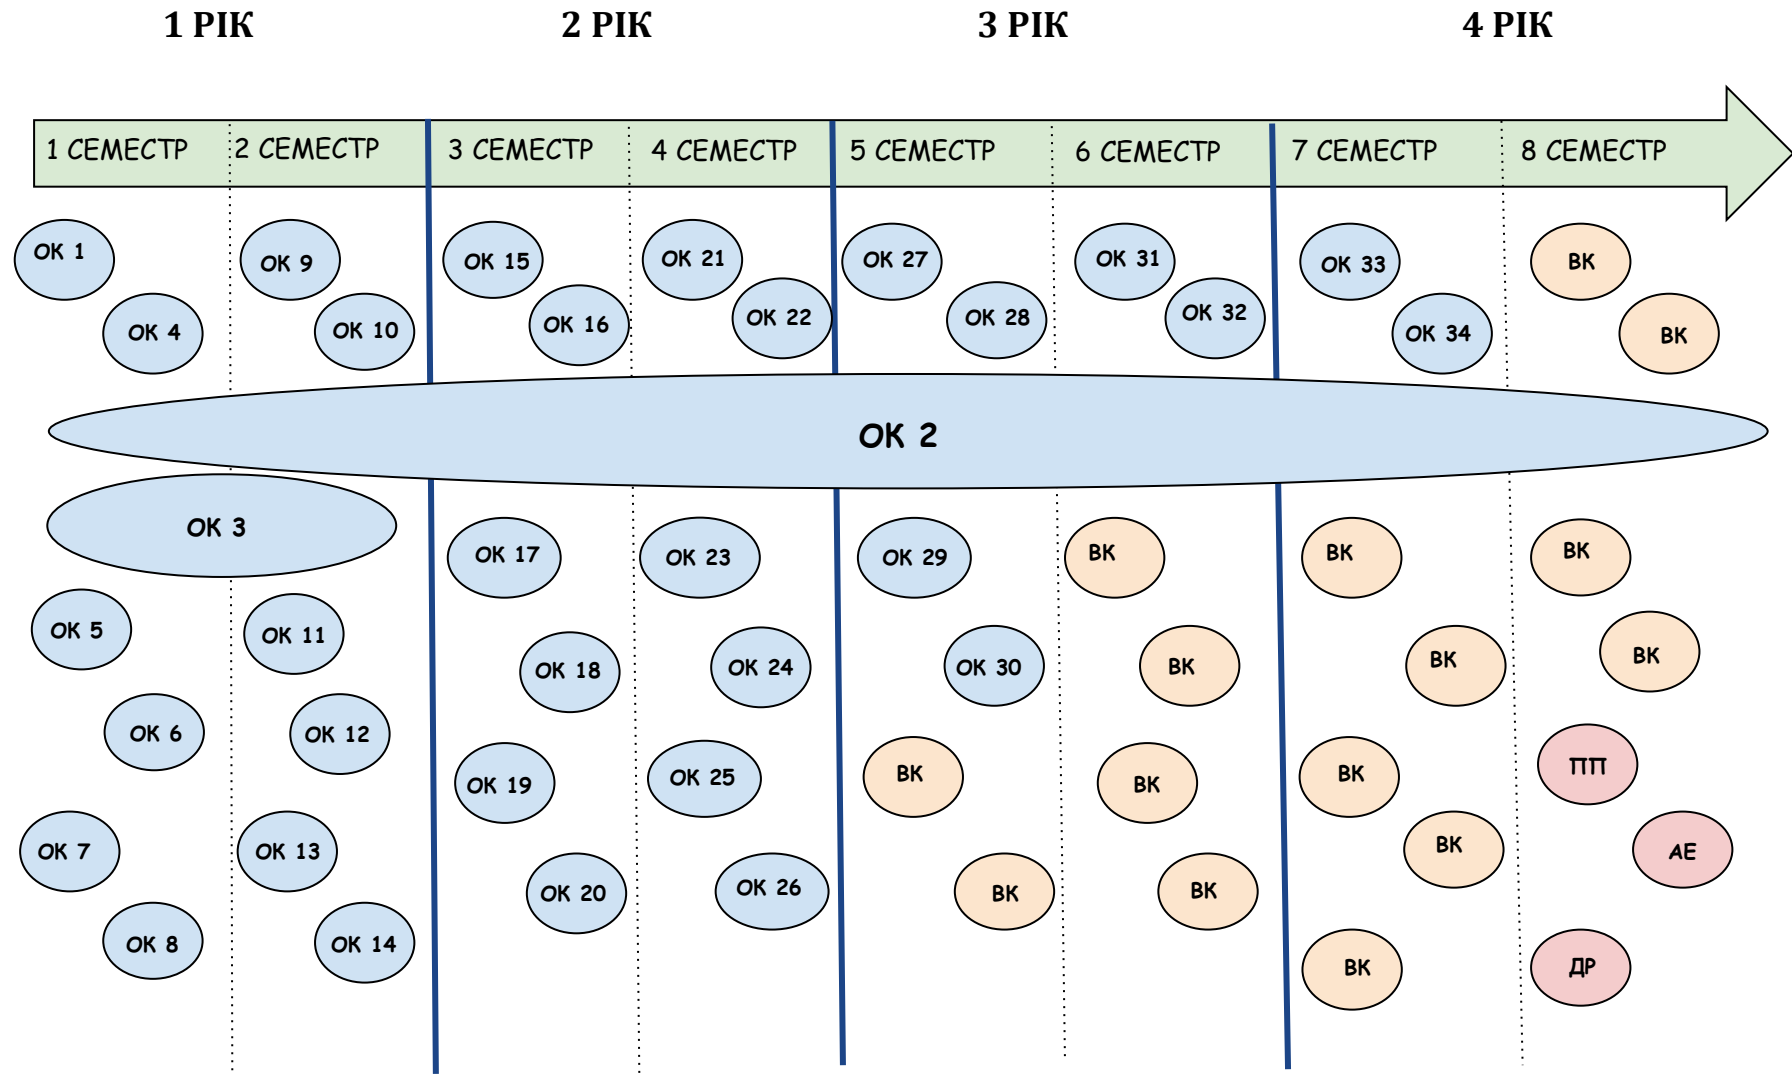 1 РІК
2 РІК
3 РІК
4 РІК
1 СЕМЕСТР
2 СЕМЕСТР
3 СЕМЕСТР
4 СЕМЕСТР
5 СЕМЕСТР
6 СЕМЕСТР
7 СЕМЕСТР
8 СЕМЕСТР
ОК 1
ОК 9
ОК 15
ОК 21
ОК 27
ОК 31
ОК 33
ВК
ОК 4
ОК 10
ОК 16
ОК 22
ОК 28
ОК 32
ОК 34
ВК
ОК 2
ОК 3
ОК 17
ОК 23
ОК 29
ВК
ВК
ВК
ОК 5
ОК 11
ОК 18
ОК 24
ОК 30
ВК
ВК
ВК
ОК 6
ОК 12
ОК 19
ОК 25
ВК
ВК
ВК
ПП
ОК 7
ОК 13
ОК 20
ОК 26
ВК
ВК
ВК
АЕ
ОК 8
ОК 14
ВК
ДР